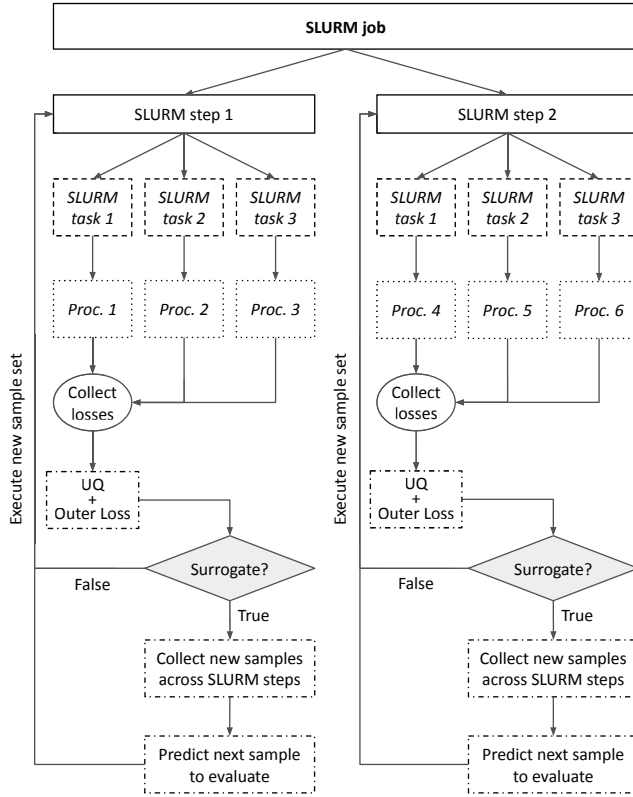 SLURM job
SLURM step 1
SLURM step 2
SLURM
task 1
SLURM
task 2
SLURM
task 3
SLURM
task 1
SLURM
task 2
SLURM
task 3
Proc. 1
Proc. 2
Proc. 3
Proc. 4
Proc. 5
Proc. 6
Execute new sample set
Collect
losses
Execute new sample set
Collect
losses
UQ
+
Outer Loss
UQ
+
Outer Loss
Surrogate?
Surrogate?
False
False
True
True
Collect new samples
across SLURM steps
Collect new samples
across SLURM steps
Predict next sample
to evaluate
Predict next sample
to evaluate